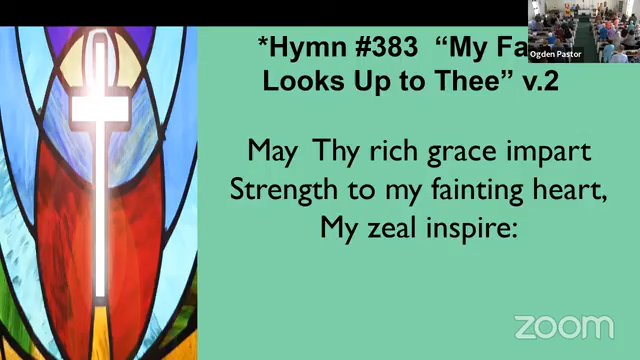 *Hymn #383 “My Fa
Looks Up to Thee” v.2
May Thy rich grace impart
Strength to my fainting heart,
My zeal inspire:
Ogden Pastor
zoom